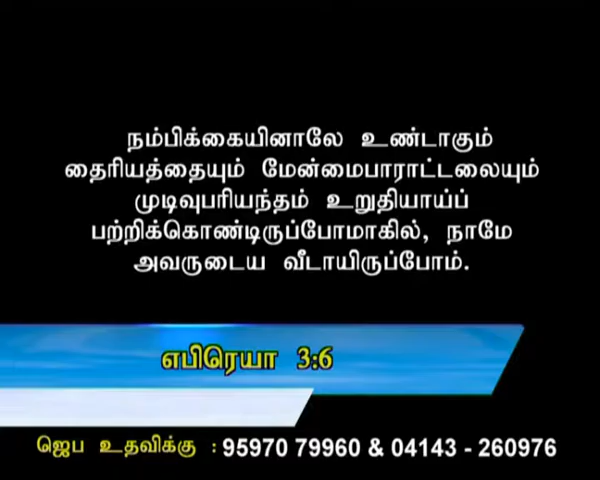 நம்பிக்கையினாலே உண்டாகும்
தைரியத்தையும் மேன்மைபாராட்டலையும்
முடிவுபரியந்தம் உறுதியாய்ப்
பற்றிக்கொண்டிருப்போமாகில், நாமே
அவருடைய வீடாயிருப்போம்.
எபிரெயா 3:6
ஜெப உதவிக்கு : 95970 79960 & 04143 - 260976